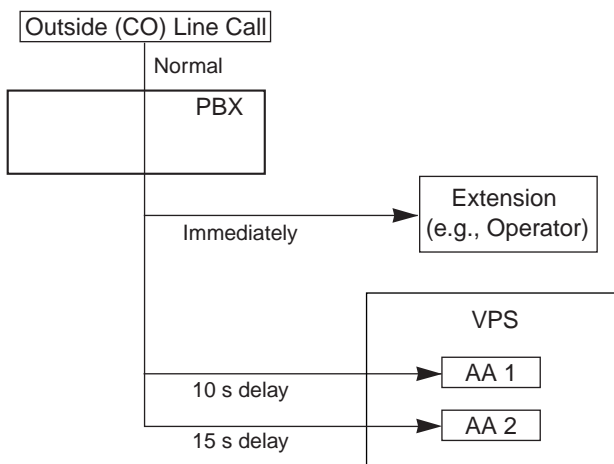 Outside (CO) Line Call
Normal
PBX
Immediately
Extension
(e.g., Operator)
VPS
AA 1
10 s delay
AA 2
15 s delay